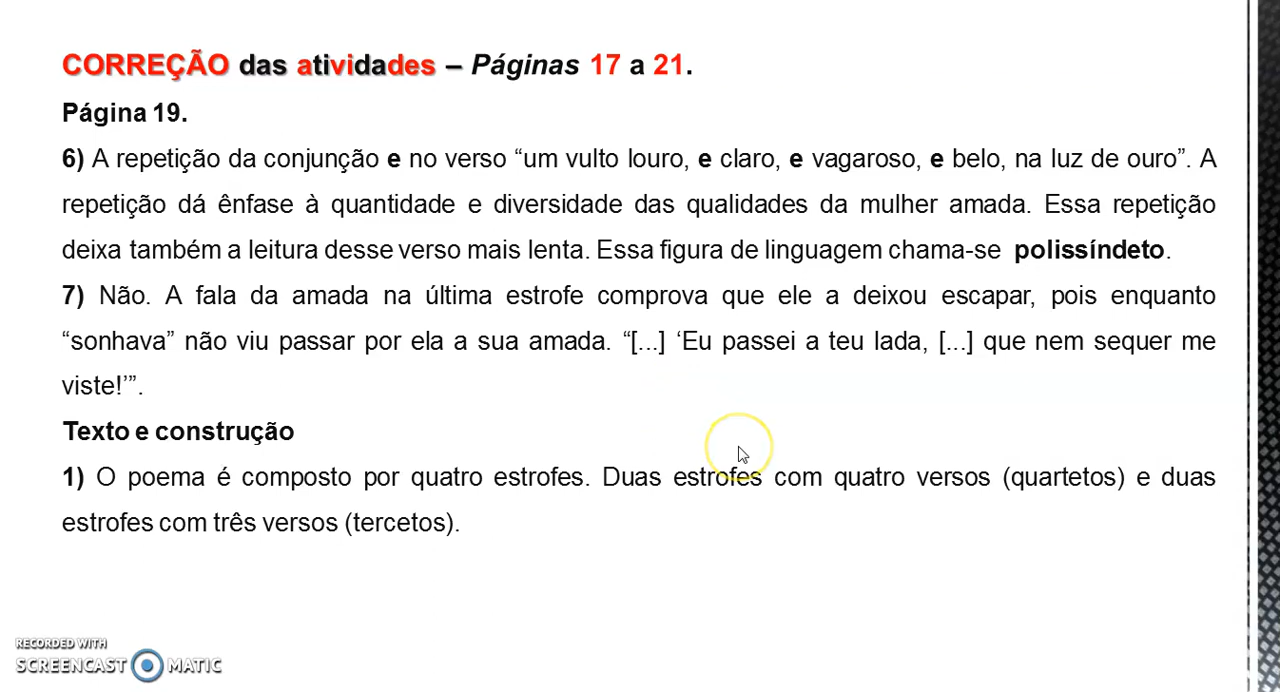 CORREÇÃO das atividades – Páginas 17 a 21.
Página 19.
6) A repetição da conjunção e no verso “um vulto louro, e claro, e vagaroso, e belo, na luz de ouro”. A
repetição dá ênfase à quantidade e diversidade das qualidades da mulher amada. Essa repetição
deixa também a leitura desse verso mais lenta. Essa figura de linguagem chama-se polissíndeto.
7) Não. A fala da amada na última estrofe comprova que ele a deixou escapar, pois enquanto
“sonhava” não viu passar por ela a sua amada. “[...] ‘Eu passei a teu lada, [...] que nem sequer me
viste!’”.
Texto e construção
1) O poema é composto por quatro estrofes. Duas estrofes com quatro versos (quartetos) e duas
estrofes com três versos (tercetos).
RECORDED WITH
SCREENCAST MATIC